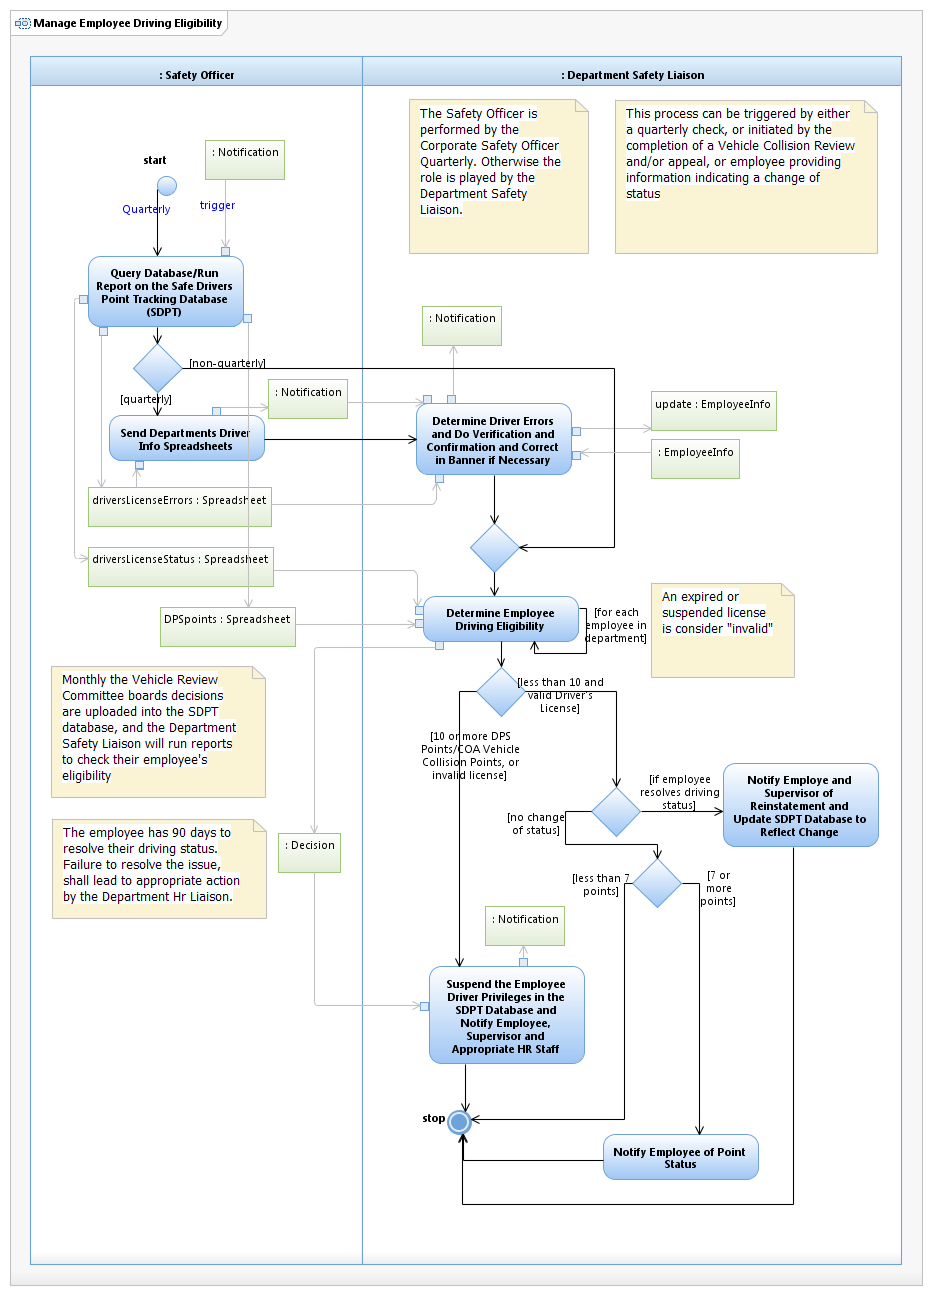 Manage Employee Driving Eligibility
: Safety Officer
: Department Safety Liaison
The Safety Officer is
performed by the
Corporate Safety Officer
Quarterly. Otherwise the
role is played by the
Department Safety
Liaison.
This process can be triggered by either
a quarterly check, or initiated by the
completion of a Vehicle Collision Review
and/or appeal, or employee providing
information indicating a change of
status
start
: Notification
Quarterly
trigger
Query Database/Run
Report on the Safe Drivers
Point Tracking Database
(SDPT)
: Notification
[non-quarterly]
[quarterly]
: Notification
Send Departments Driver
Info Spreadsheets
Determine Driver Errors
and Do Verification and
Confirmation and Correct
in Banner if Necessary
update : EmployeeInfo
: EmployeeInfo
driversLicenseErrors : Spreadsheet
driversLicenseStatus : Spreadsheet
DPSpoints : Spreadsheet
Determine Employee
Driving Eligibility
[for each
employee in
department]
An expired or
suspended license
is consider "invalid"
Monthly the Vehicle Review
Committee boards decisions
are uploaded into the SDPT
database, and the Department
Safety Liaison will run reports
to check their employee's
eligibility
[less than 10 and
valid Driver's
License]
[10 or more DPS
Points/COA Vehicle
Collision Points, or
invalid license]
[if employee
resolves driving
status]
Notify Employe and
Supervisor of
Reinstatement and
Update SDPT Database to
Reflect Change
[no change
of status]
The employee has 90 days to
resolve their driving status.
Failure to resolve the issue,
shall lead to appropriate action
by the Department Hr Liaison.
: Decision
[less than 7
points]
[7 or
more
points]
: Notification
Suspend the Employee
Driver Privileges in the
SDPT Database and
Notify Employee,
Supervisor and
Appropriate HR Staff
stop
Notify Employee of Point
Status